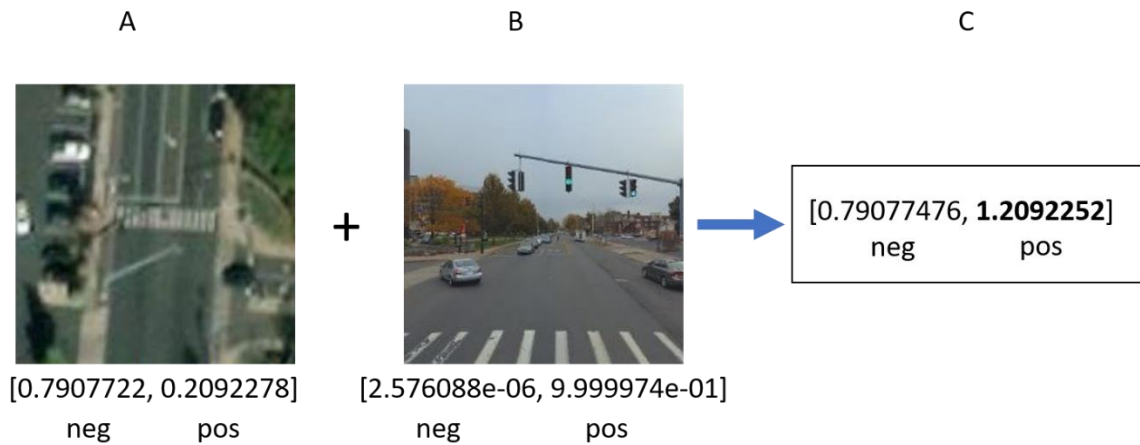 A B C
+
[0.79077476, 1.2092252]
neg pos
[0.7907722, 0.2092278] [2.576088e-06, 9.999974e-01]
neg pos neg pos